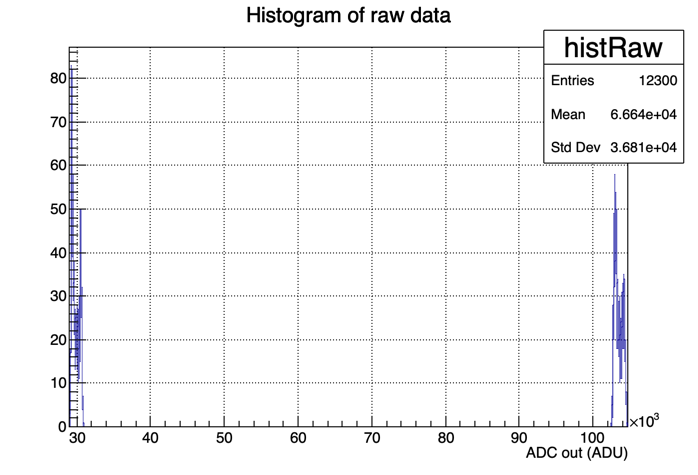 Histogram of raw data
histRaw
Entries 12300
Mean 6.664e+04
Std Dev 3.681e+04
80
70
60
50
40
30
20
10
0
30 40 50 60 70 80 90 100
×10³
ADC out (ADU)